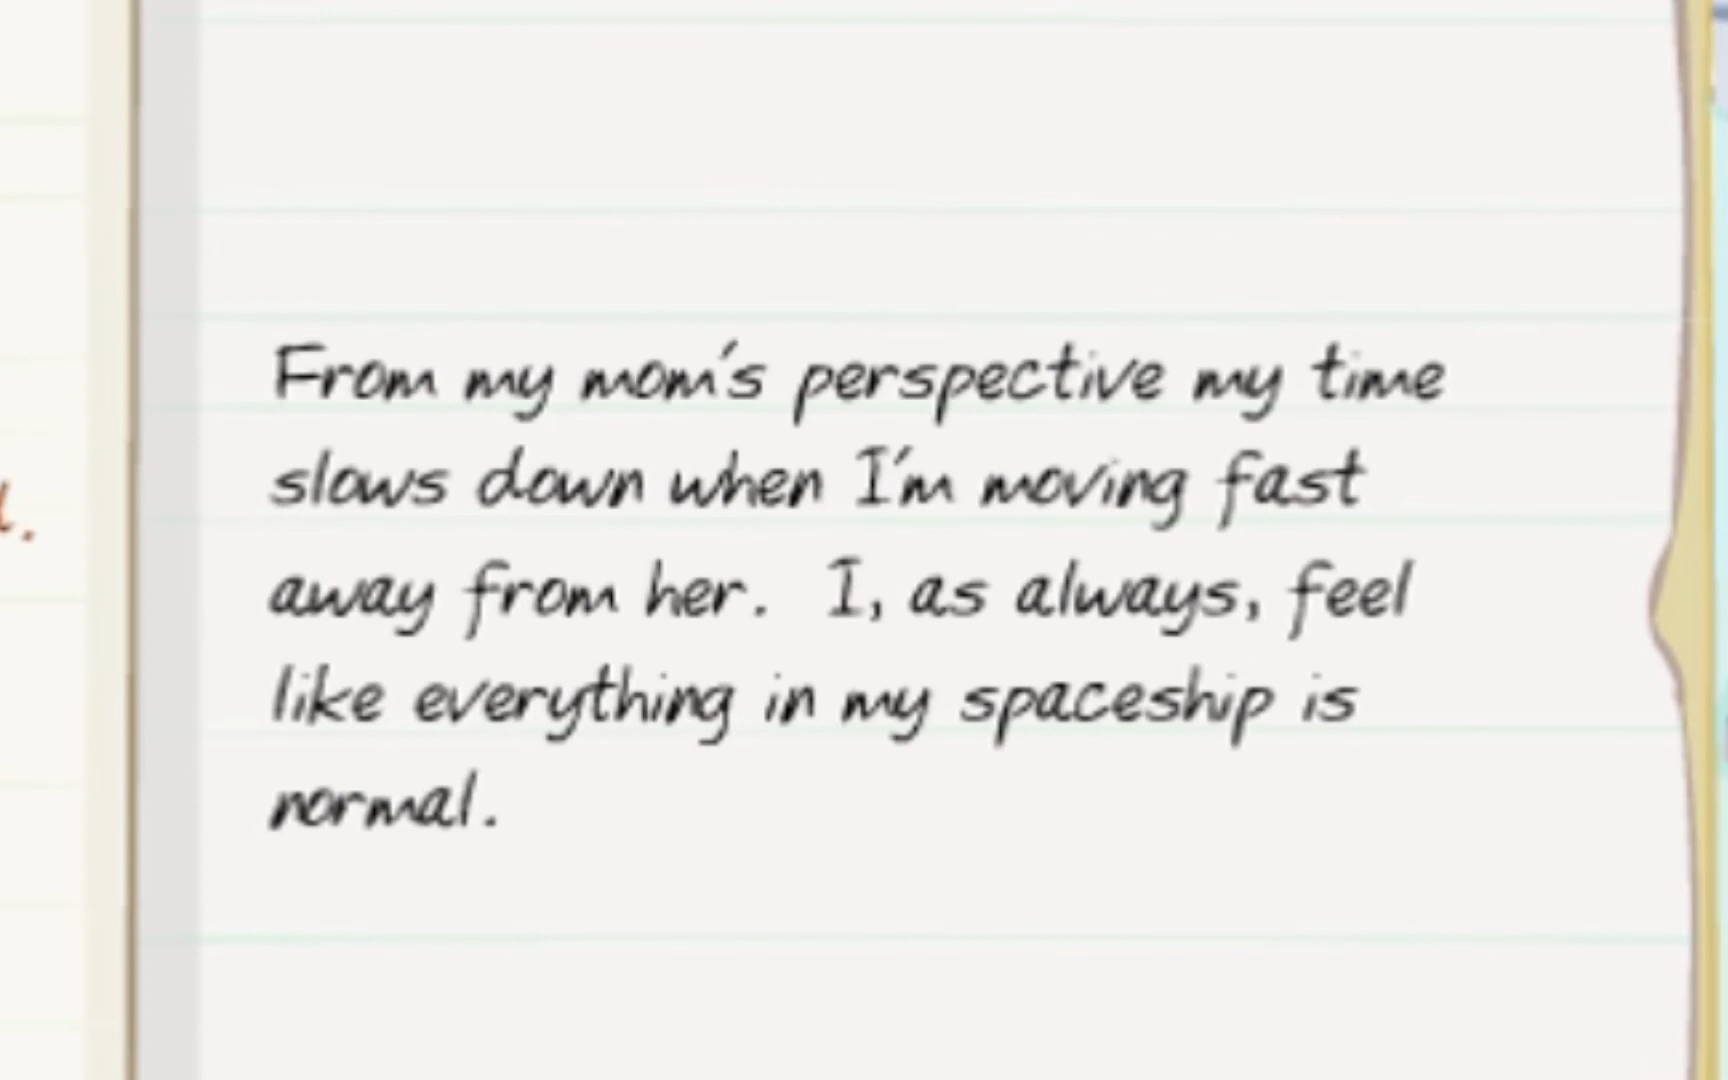 From my mom's perspective my time
slows down when I'm moving fast
away from her. I, as always, feel
like everything in my spaceship is
normal.